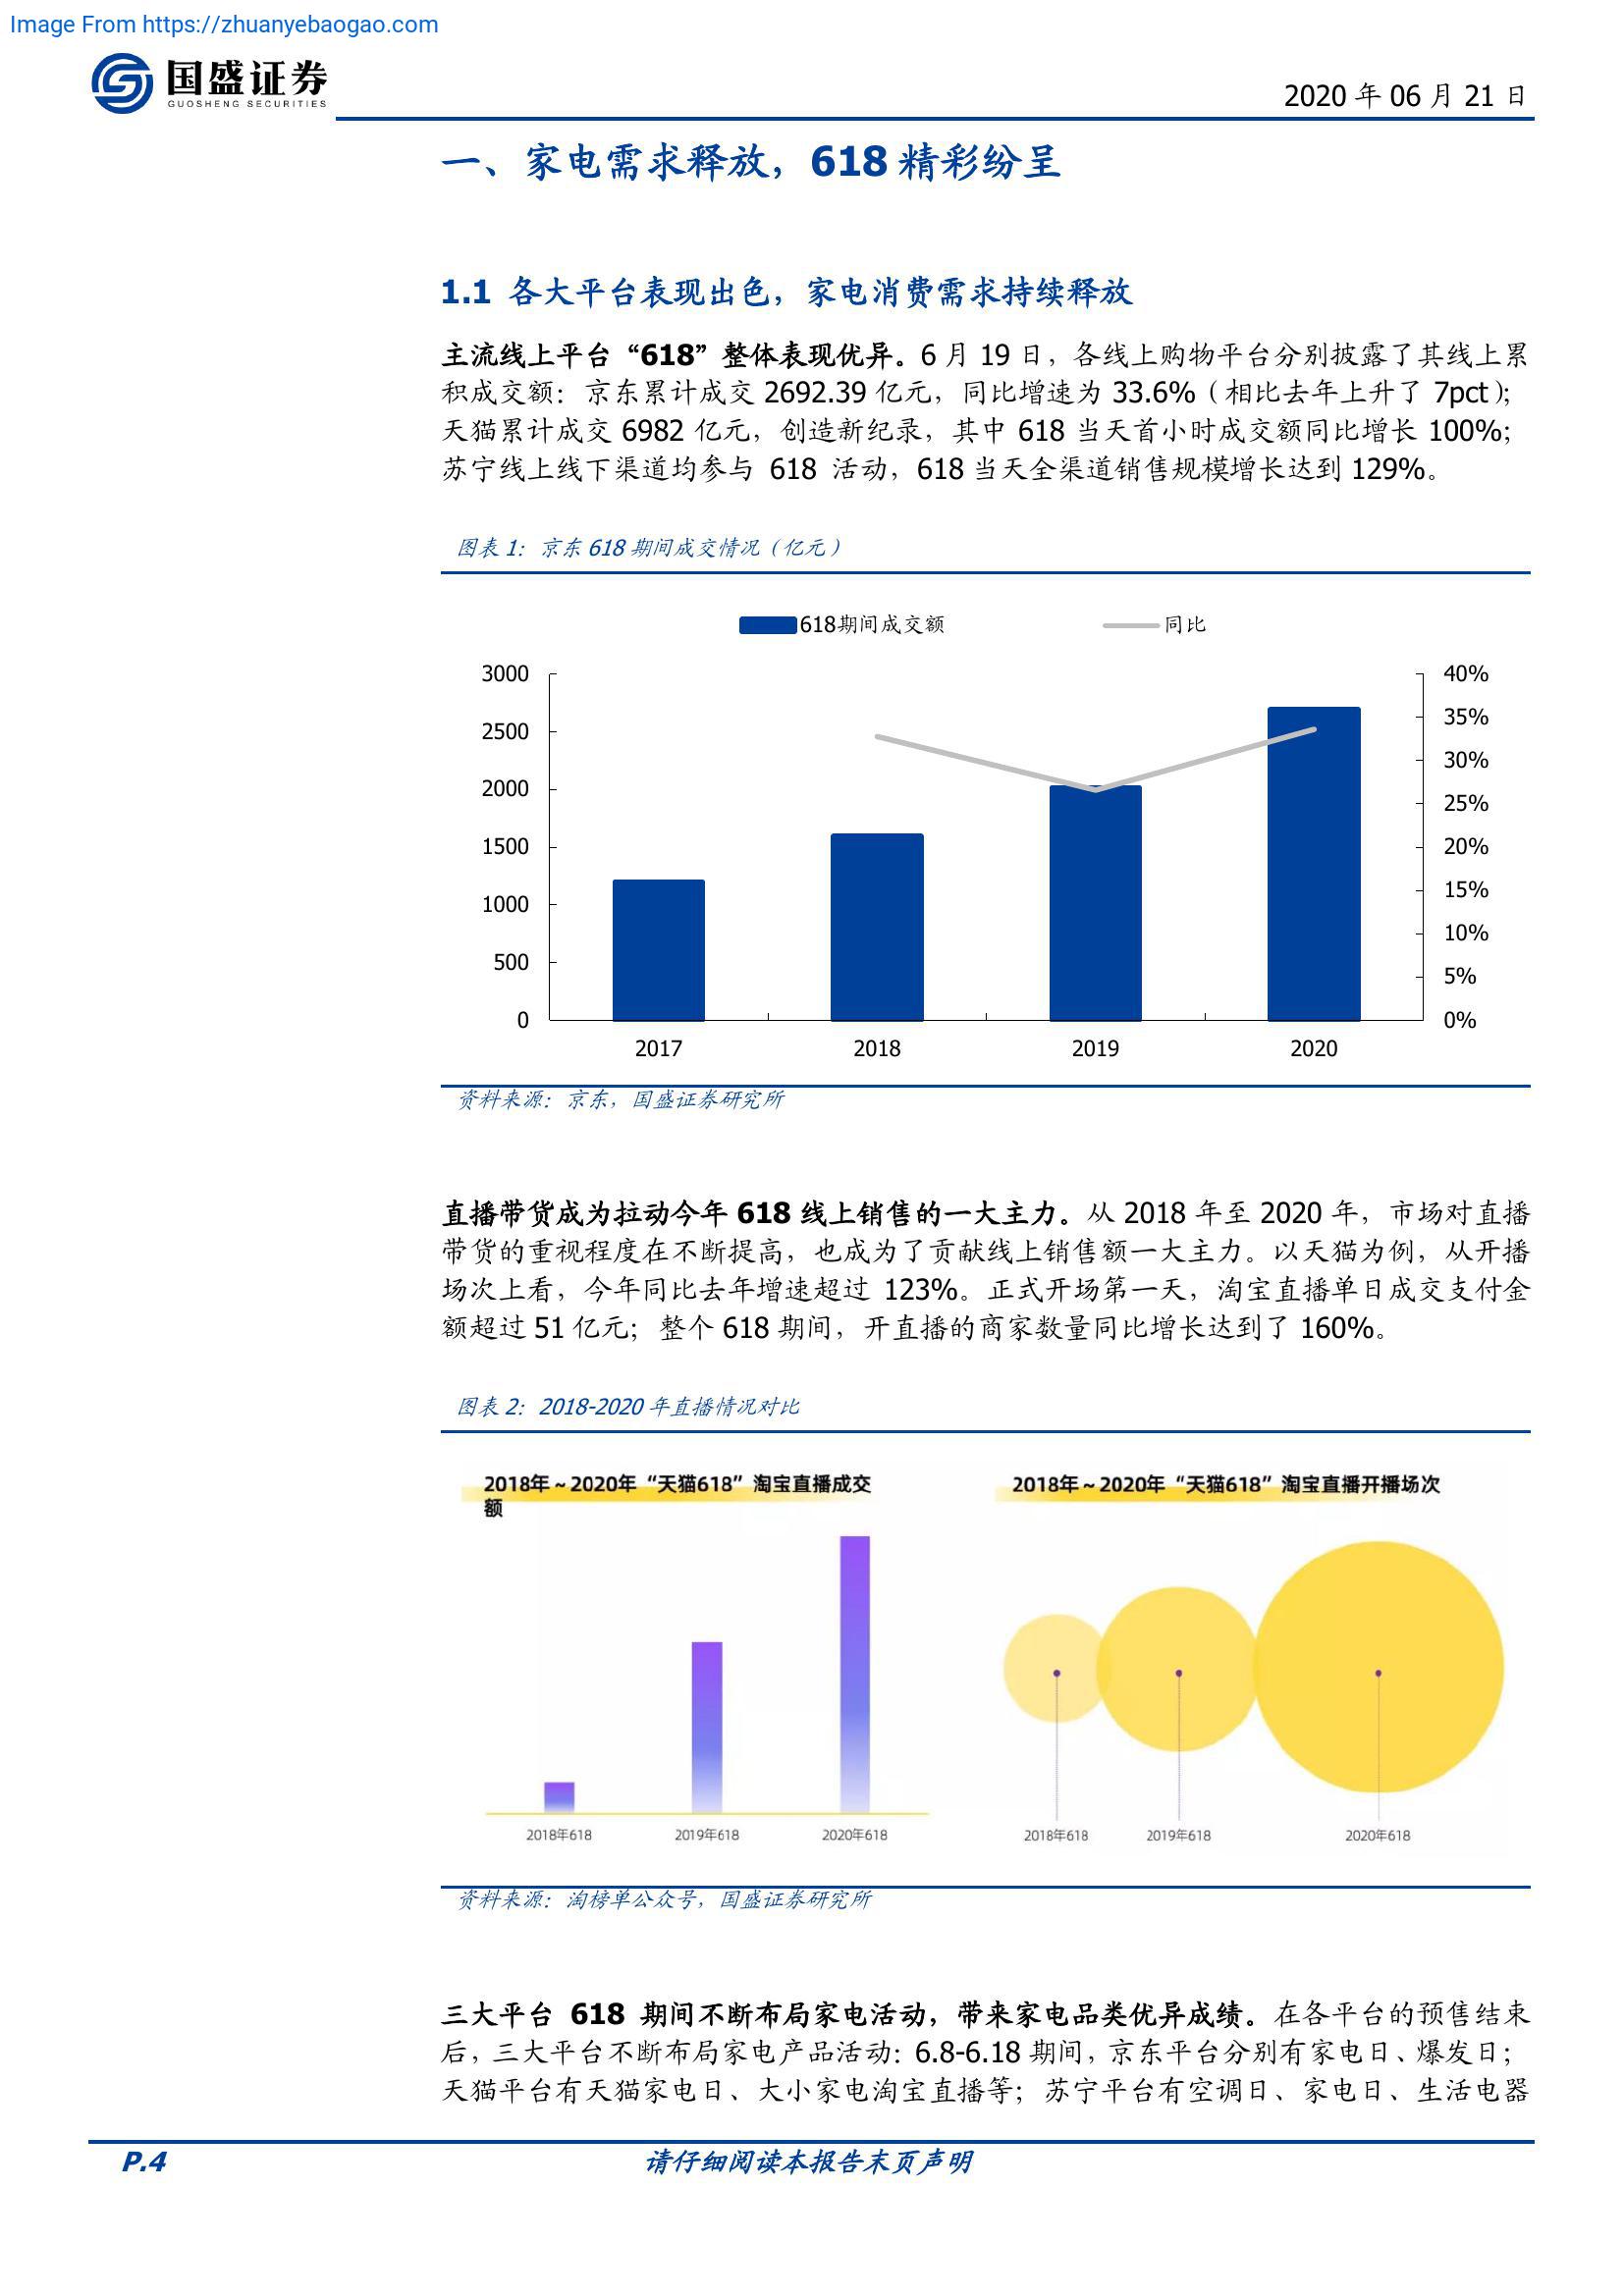 Image From https://zhuanyebaogao.com
国盛证券
GUOSHENG SECURITIES
2020 年 06 月 21 日
一、家电需求释放，618 精彩纷呈
1.1 各大平台表现出色，家电消费需求持续释放
主流线上平台“618”整体表现优异。6 月 19 日，各线上购物平台分别披露了其线上累
积成交额：京东累计成交 2692.39 亿元，同比增速为 33.6%（相比去年上升了 7pct）；
天猫累计成交 6982 亿元，创造新纪录，其中 618 当天首小时成交额同比增长 100%；
苏宁线上线下渠道均参与 618 活动，618 当天全渠道销售规模增长达到 129%。
图表 1：京东 618 期间成交情况（亿元）
618期间成交额
同比
3000
2500
2000
1500
1000
500
0
40%
35%
30%
25%
20%
15%
10%
5%
0%
2017
2018
2019
2020
资料来源：京东，国盛证券研究所
直播带货成为拉动今年 618 线上销售的一大主力。从 2018 年至 2020 年，市场对直播
带货的重视程度在不断提高，也成为了贡献线上销售额一大主力。以天猫为例，从开播
场次上看，今年同比去年增速超过 123%。正式开场第一天，淘宝直播单日成交支付金
额超过 51 亿元；整个 618 期间，开直播的商家数量同比增长达到了 160%。
图表 2：2018-2020 年直播情况对比
2018年～2020年“天猫618”淘宝直播成交
额
2018年618
2019年618
2020年618
2018年～2020年“天猫618”淘宝直播开播场次
2018年618
2019年618
2020年618
资料来源：淘榜单公众号，国盛证券研究所
三大平台 618 期间不断布局家电活动，带来家电品类优异成绩。在各平台的预售结束
后，三大平台不断布局家电产品活动：6.8-6.18 期间，京东平台分别有家电日、爆发日；
天猫平台有天猫家电日、大小家电淘宝直播等；苏宁平台有空调日、家电日、生活电器
P.4
请仔细阅读本报告末页声明